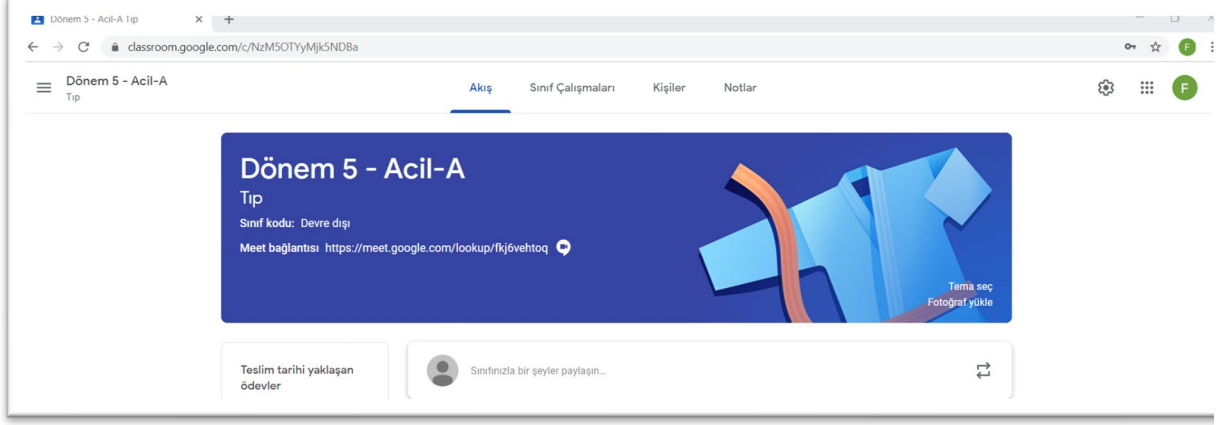 Dönem 5 - Acil-A Tıp
classroom.google.com/c/NzM5OTYyMjk5NDBa
F
Dönem 5 - Acil-A
Tıp
Akış Sınıf Çalışmaları Kişiler Notlar
F
Dönem 5 - Acil-A
Tıp
Sınıf kodu: Devre dışı
Meet bağlantısı https://meet.google.com/lookup/fkj6vehtoq
Tema seç
Fotoğraf yükle
Teslim tarihi yaklaşan
ödevler
Sınıfınızla bir şeyler paylaşın...